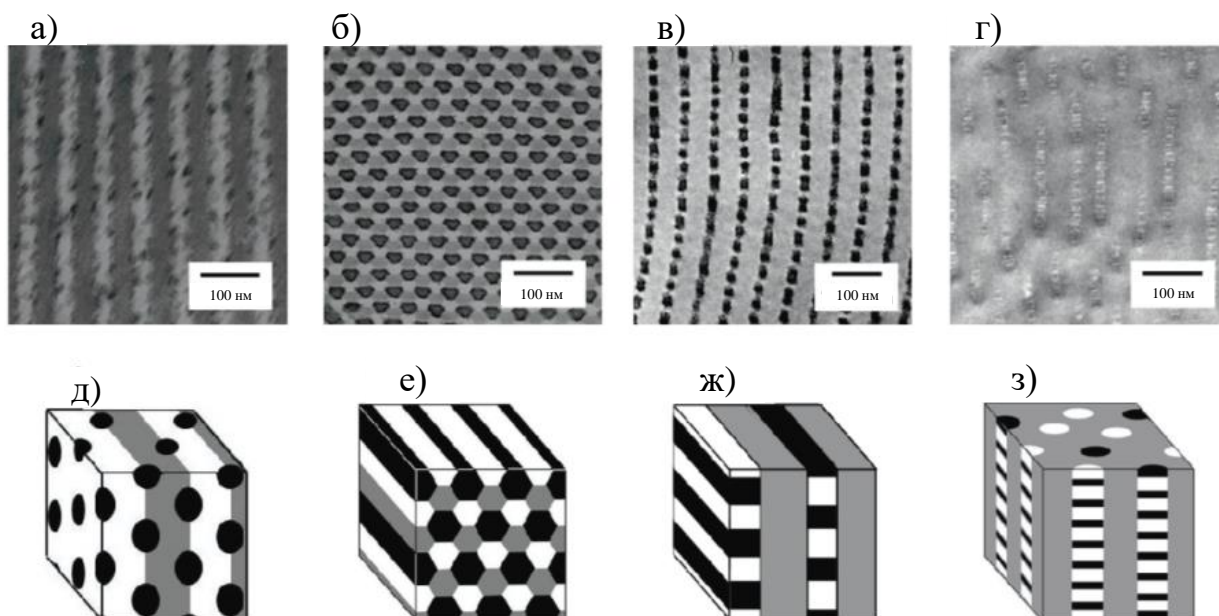 а) б) в) г)
100 нм 100 нм 100 нм 100 нм
д) е) ж) з)